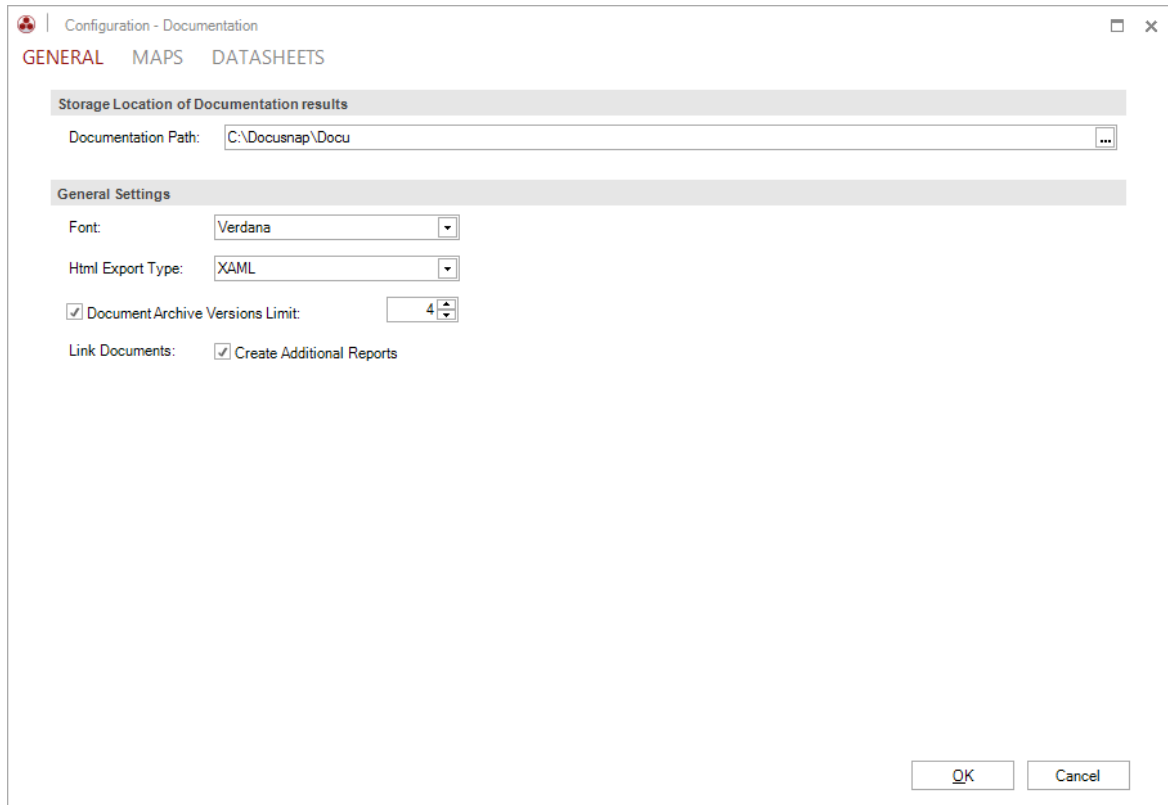 Configuration - Documentation
GENERAL MAPS DATASHEETS
Storage Location of Documentation results
Documentation Path: C:\Docusnap\Docu ...
General Settings
Font: Verdana
Html Export Type: XAML
Document Archive Versions Limit: 4
Link Documents: Create Additional Reports
OK Cancel